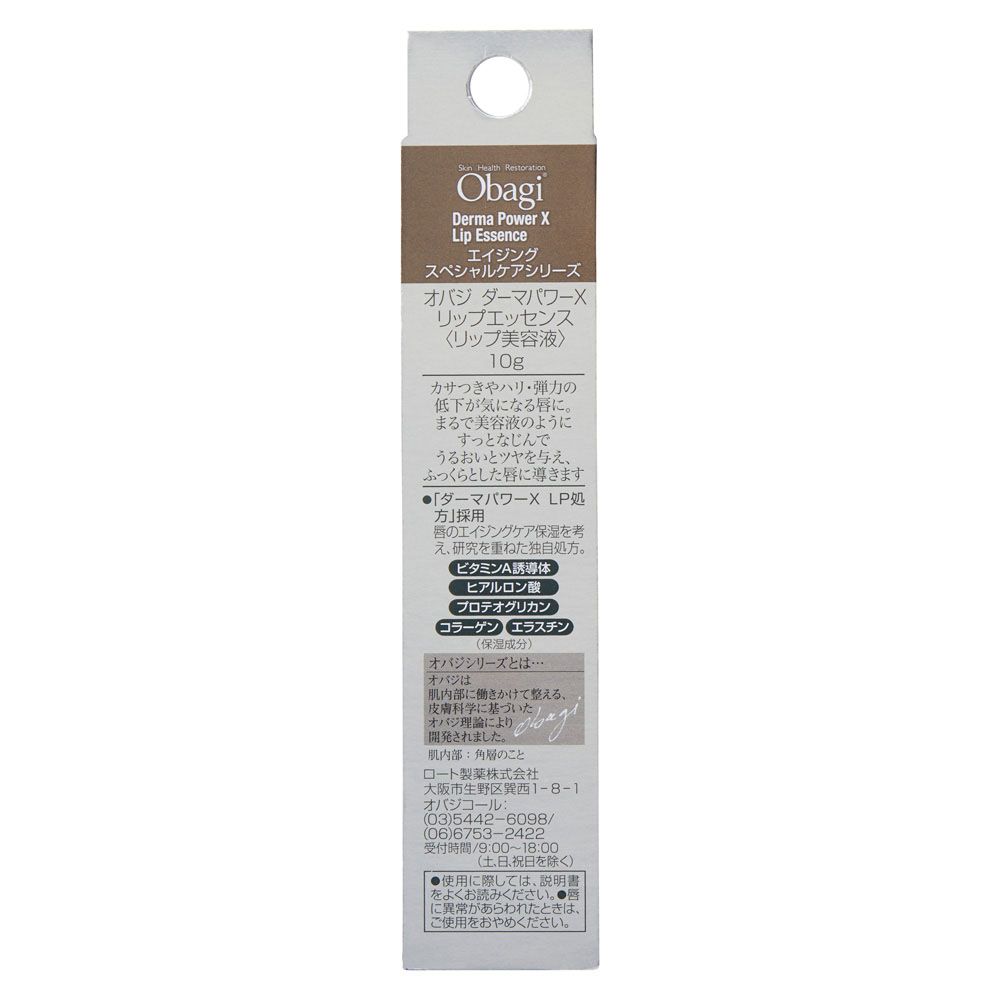 Skin Health Restoration
Obagi®
Derma Power X
Lip Essence
エイジング
スペシャルケアシリーズ
オバジ ダーマパワーX
リップエッセンス
〈リップ美容液〉
10g
カサつきやハリ・弾力の
低下が気になる唇に。
まるで美容液のように
すっとなじんで
うるおいとツヤを与え、
ふっくらとした唇に導きます
●「ダーマパワーX LP処
方」採用
唇のエイジングケア保湿を考
え、研究を重ねた独自処方。
ビタミンA誘導体
ヒアルロン酸
プロテオグリカン
コラーゲン エラスチン
(保湿成分)
オバジシリーズとは…
オバジは
肌内部に働きかけて整える、
皮膚科学に基づいた
オバジ理論により
開発されました。
Obagi
肌内部：角層のこと
ロート製薬株式会社
大阪市生野区巽西1-8-1
オバジコール：
(03)5442-6098/
(06)6753-2422
受付時間/9:00~18:00
(土、日、祝日を除く)
●使用に際しては、説明書
をよくお読みください。●唇
に異常があらわれたときは、
ご使用をおやめください。